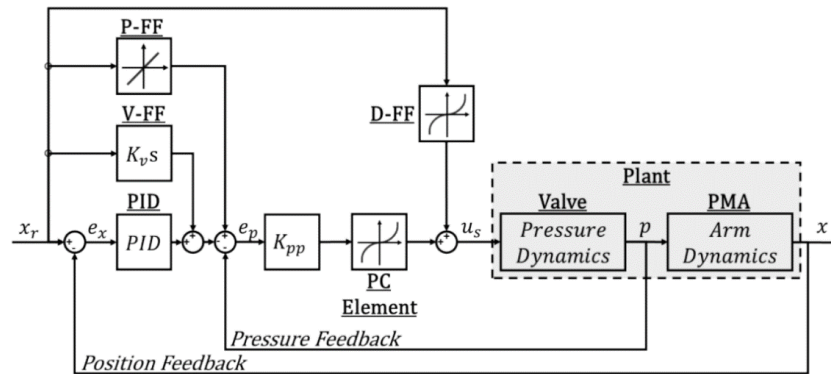 P-FF
V-FF
K_v s
D-FF
Plant
PID
Valve
PMA
x_r
e_x
PID
e_p
K_pp
u_s
Pressure
Dynamics
p
Arm
Dynamics
x
PC
Element
Pressure Feedback
Position Feedback